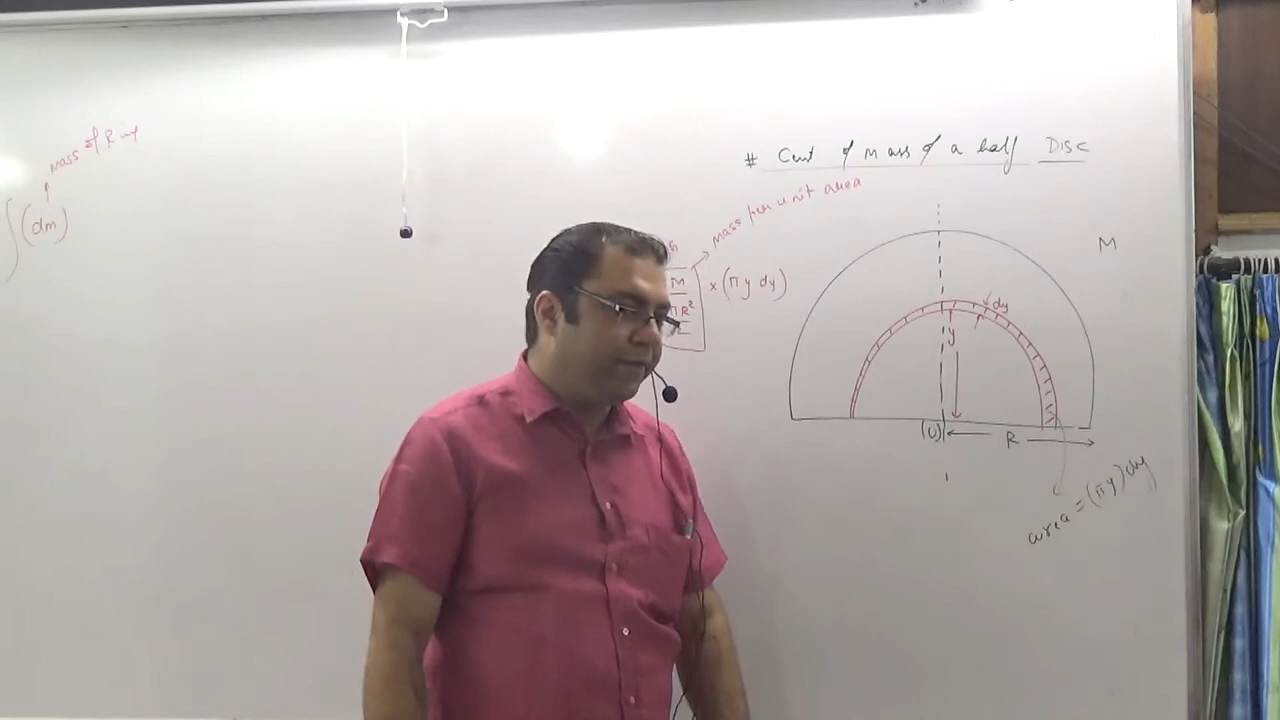 Mass of Ring
∫(dm)
# Cent of Mass of a half DISC
Mass per unit area
M
πR²
2
× (π y dy)
M
dy
y
(0)
R
area = (πy) dy